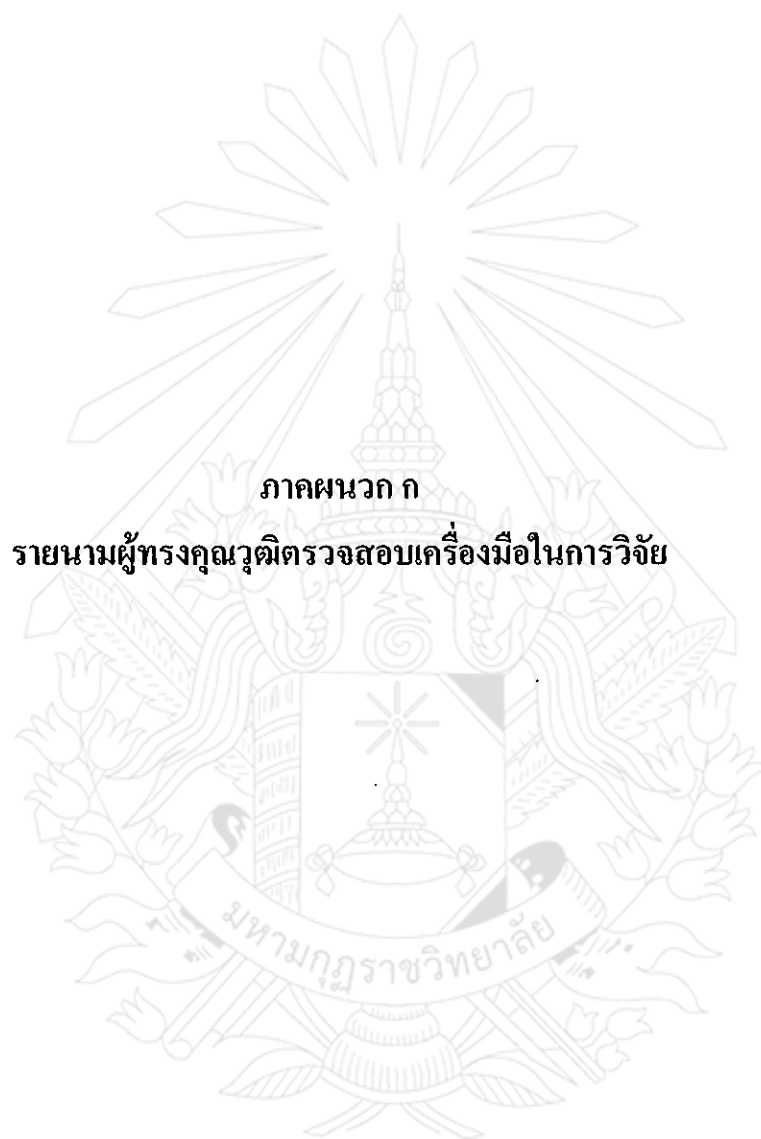 ภาคผนวก ก
รายนามผู้ทรงคุณวุฒิตรวจสอบเครื่องมือในการวิจัย
มหามกุฏราชวิทยาลัย